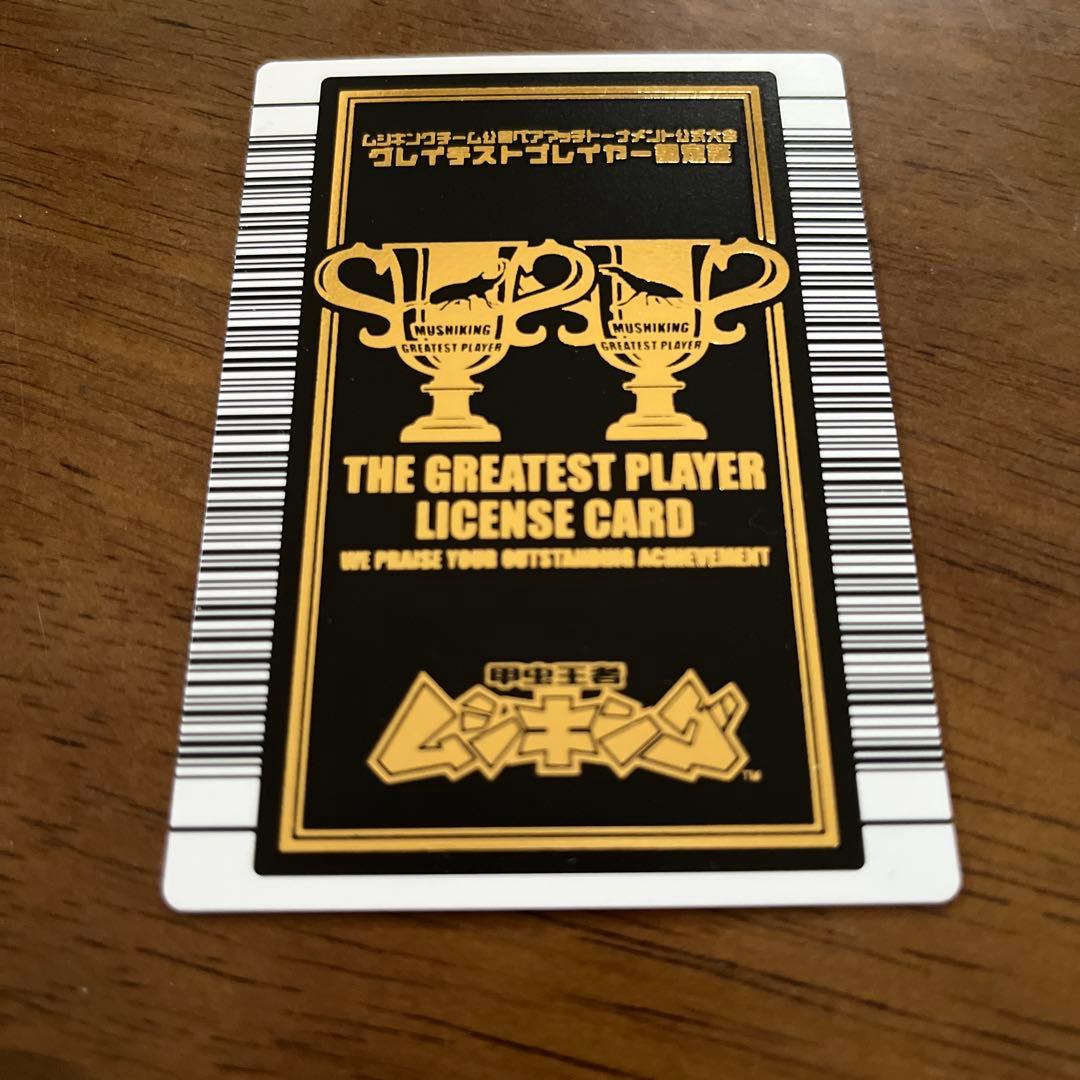 ムシキングチーム公認ペアマッチトーナメント公式大会
グレイテストプレイヤー認定証
MUSHIKING
GREATEST PLAYER
MUSHIKING
GREATEST PLAYER
THE GREATEST PLAYER
LICENSE CARD
WE PRAISE YOUR OUTSTANDING ACHIEVEMENT
甲虫王者
ムシキング
TM